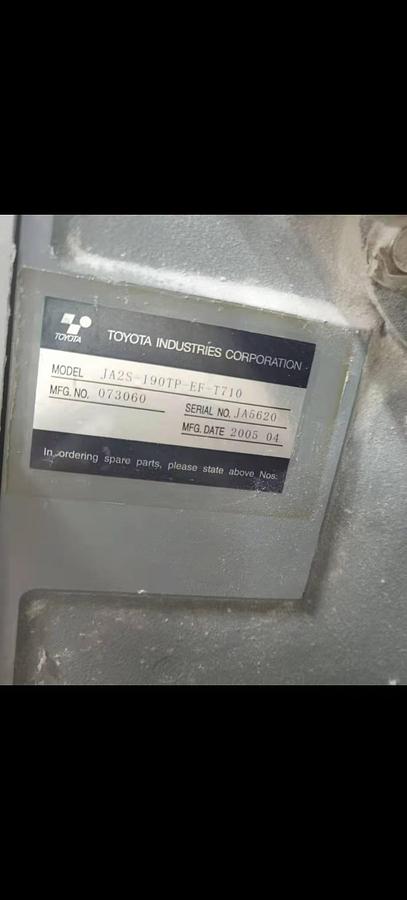 TOYOTA
TOYOTA INDUSTRIES CORPORATION
MODEL JA2S-190TP-EF-T710
MFG. NO. 073060
SERIAL NO. JA5620
MFG. DATE 2005 04
In ordering spare parts, please state above Nos.